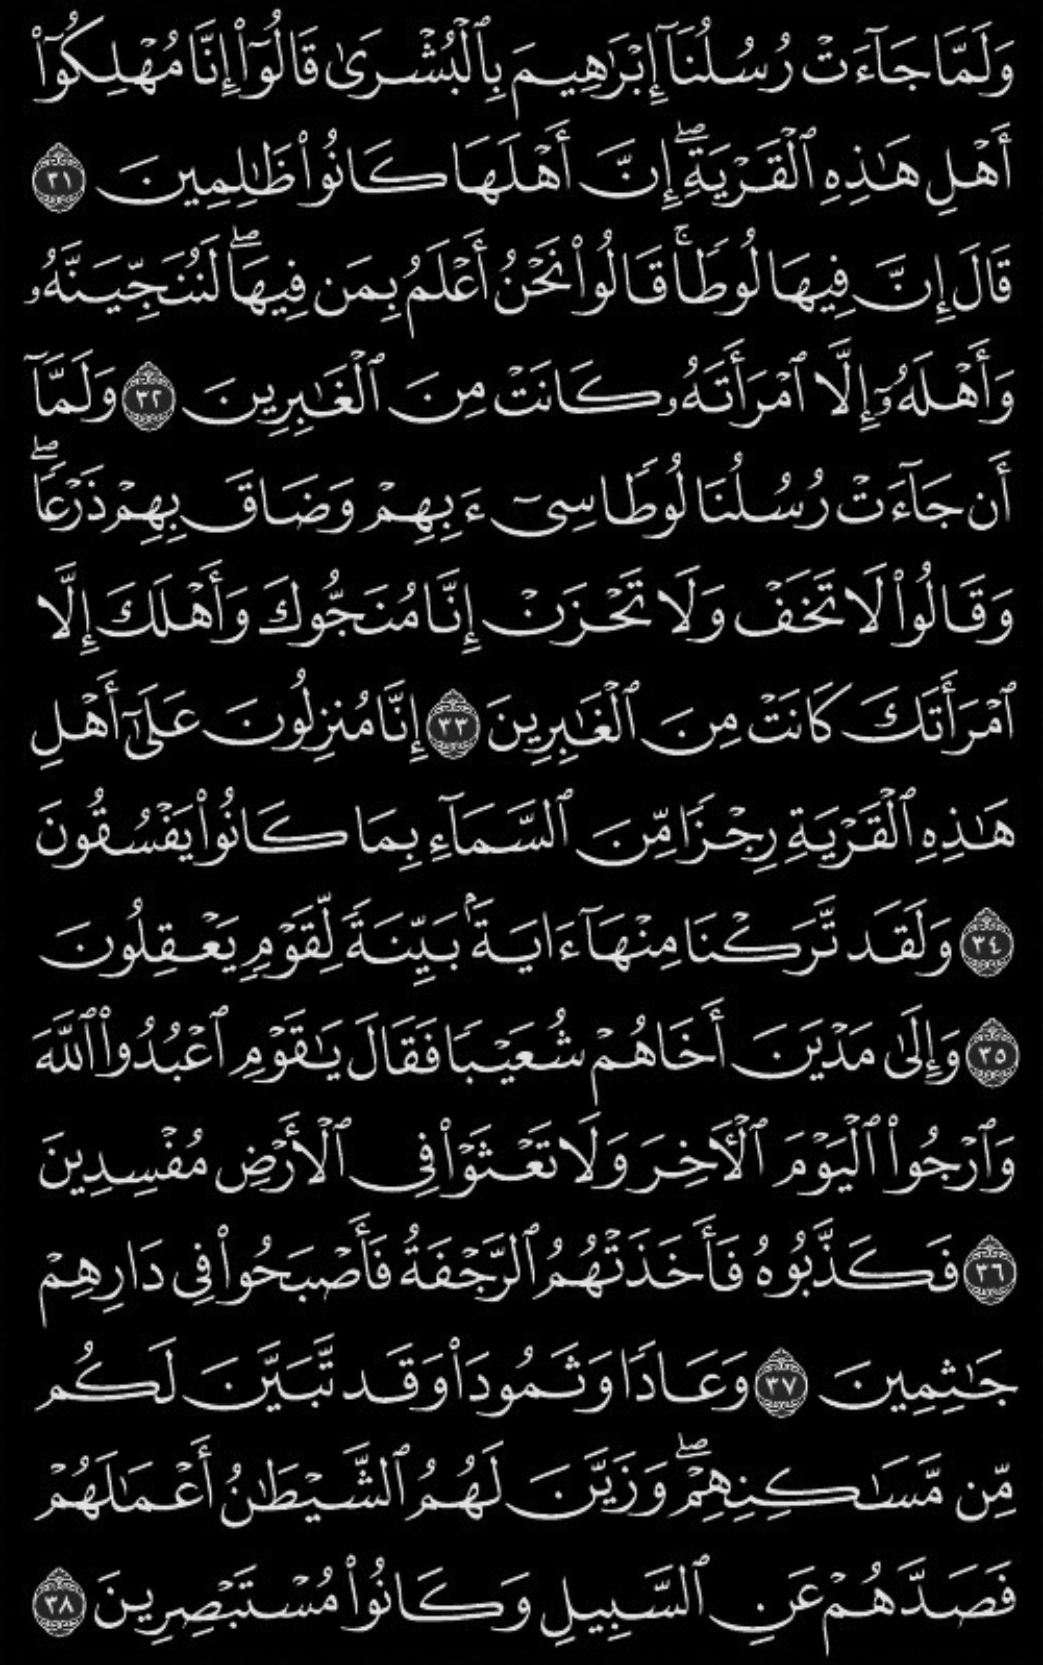 وَلَمَّا جَآءَتْ رُسُلُنَآ إِبْرَٰهِيمَ بِٱلْبُشْرَىٰ قَالُوٓا۟ إِنَّا مُهْلِكُوٓا۟
أَهْلِ هَـٰذِهِ ٱلْقَرْيَةِ ۖ إِنَّ أَهْلَهَا كَانُوا۟ ظَـٰلِمِينَ ٣١
قَالَ إِنَّ فِيهَا لُوطًا ۚ قَالُوا۟ نَحْنُ أَعْلَمُ بِمَن فِيهَا ۖ لَنُنَجِّيَنَّهُۥ
وَأَهْلَهُۥٓ إِلَّا ٱمْرَأَتَهُۥ كَانَتْ مِنَ ٱلْغَـٰبِرِينَ ٣٢ وَلَمَّآ
أَن جَآءَتْ رُسُلُنَا لُوطًا سِىٓءَ بِهِمْ وَضَاقَ بِهِمْ ذَرْعًا ۖ
وَقَالُوا۟ لَا تَخَفْ وَلَا تَحْزَنْ إِنَّا مُنَجُّوكَ وَأَهْلَكَ إِلَّا
ٱمْرَأَتَكَ كَانَتْ مِنَ ٱلْغَـٰبِرِينَ ٣٣ إِنَّا مُنزِلُونَ عَلَىٰٓ أَهْلِ
هَـٰذِهِ ٱلْقَرْيَةِ رِجْزًا مِّنَ ٱلسَّمَآءِ بِمَا كَانُوا۟ يَفْسُقُونَ
٣٤ وَلَقَد تَّرَكْنَا مِنْهَآ ءَايَةًۢ بَيِّنَةً لِّقَوْمٍ يَعْقِلُونَ
٣٥ وَإِلَىٰ مَدْيَنَ أَخَاهُمْ شُعَيْبًا فَقَالَ يَـٰقَوْمِ ٱعْبُدُوا۟ ٱللَّهَ
وَٱرْجُوا۟ ٱلْيَوْمَ ٱلْـَٔاخِرَ وَلَا تَعْثَوْا۟ فِى ٱلْأَرْضِ مُفْسِدِينَ
٣٦ فَكَذَّبُوهُ فَأَخَذَتْهُمُ ٱلرَّجْفَةُ فَأَصْبَحُوا۟ فِى دَارِهِمْ
جَـٰثِمِينَ ٣٧ وَعَادًا وَثَمُودَا۟ وَقَد تَّبَيَّنَ لَكُم
مِّن مَّسَـٰكِنِهِمْ ۖ وَزَيَّنَ لَهُمُ ٱلشَّيْطَـٰنُ أَعْمَـٰلَهُمْ
فَصَدَّهُمْ عَنِ ٱلسَّبِيلِ وَكَانُوا۟ مُسْتَبْصِرِينَ ٣٨